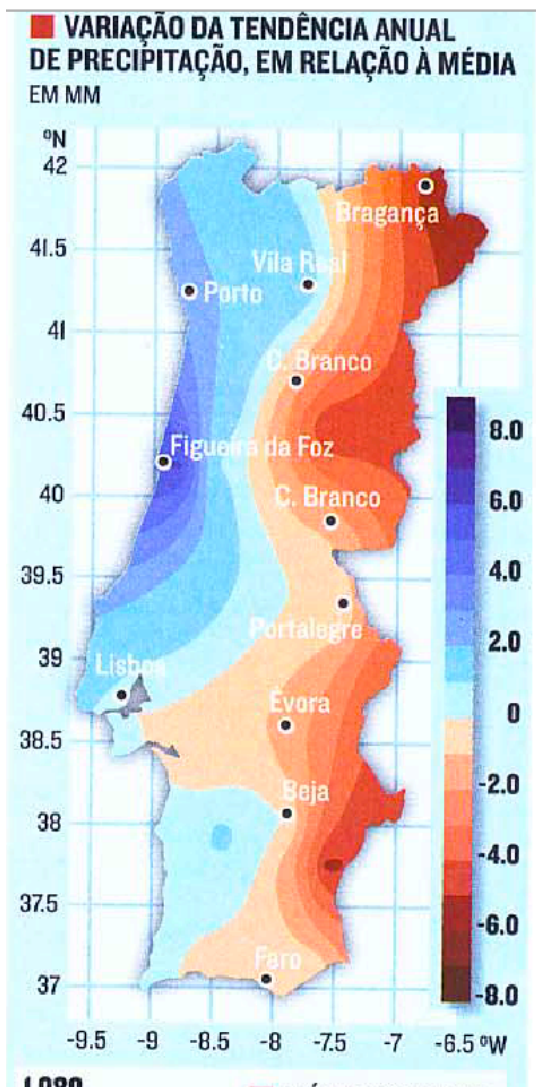 VARIAÇÃO DA TENDÊNCIA ANUAL
DE PRECIPITAÇÃO, EM RELAÇÃO À MÉDIA
EM MM
ºN
42
41.5
41
40.5
40
39.5
39
38.5
38
37.5
37
Bragança
Vila Real
Porto
C. Branco
Figueira da Foz
C. Branco
Portalegre
Lisboa
Évora
Beja
Faro
8.0
6.0
4.0
2.0
0
-2.0
-4.0
-6.0
-8.0
-9.5 -9 -8.5 -8 -7.5 -7 -6.5 ºW